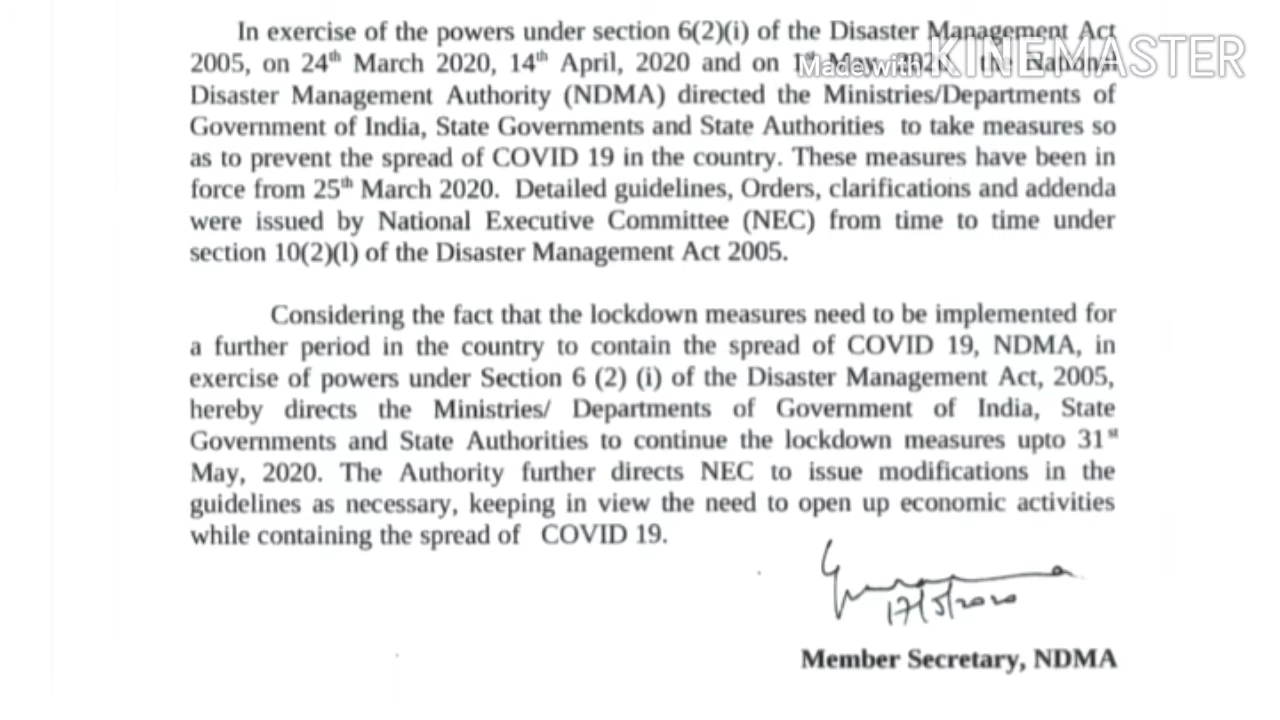 In exercise of the powers under section 6(2)(i) of the Disaster Management Act
2005, on 24th March 2020, 14th April, 2020 and on 1st May, 2020, the National
Made with KINEMASTER
Disaster Management Authority (NDMA) directed the Ministries/Departments of
Government of India, State Governments and State Authorities to take measures so
as to prevent the spread of COVID 19 in the country. These measures have been in
force from 25th March 2020. Detailed guidelines, Orders, clarifications and addenda
were issued by National Executive Committee (NEC) from time to time under
section 10(2)(l) of the Disaster Management Act 2005.
Considering the fact that the lockdown measures need to be implemented for
a further period in the country to contain the spread of COVID 19, NDMA, in
exercise of powers under Section 6 (2) (i) of the Disaster Management Act, 2005,
hereby directs the Ministries/ Departments of Government of India, State
Governments and State Authorities to continue the lockdown measures upto 31st
May, 2020. The Authority further directs NEC to issue modifications in the
guidelines as necessary, keeping in view the need to open up economic activities
while containing the spread of COVID 19.
17/5/2020
Member Secretary, NDMA